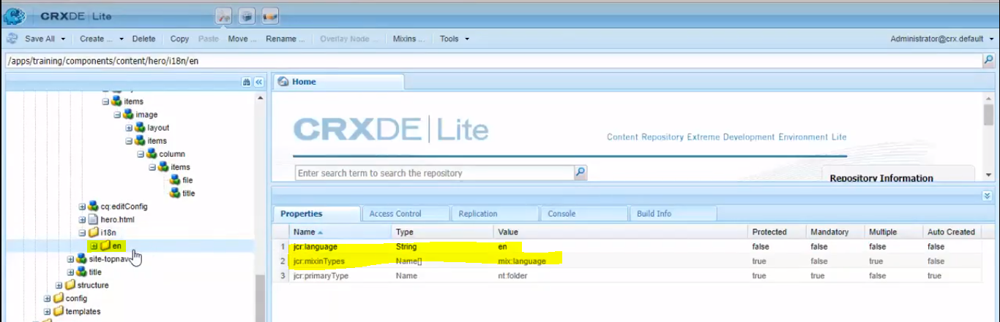 CRXDE | Lite
Save All Create ... Delete Copy Paste Move ... Rename ... Overlay Node ... Mixins ... Tools Administrator@crx.default
/apps/training/components/content/hero/i18n/en
Home
items
image
layout
items
column
items
file
title
cq:editConfig
hero.html
i18n
en
site-topnav
title
structure
config
templates
CRXDE | Lite
Content Repository Extreme Development Environment Lite
Enter search term to search the repository
Repository Information
Properties Access Control Replication Console Build Info
Name Type Value Protected Mandatory Multiple Auto Created
1 jcr:language String en false false false false
2 jcr:mixinTypes Name[] mix:language true false true false
3 jcr:primaryType Name nt:folder true true false true